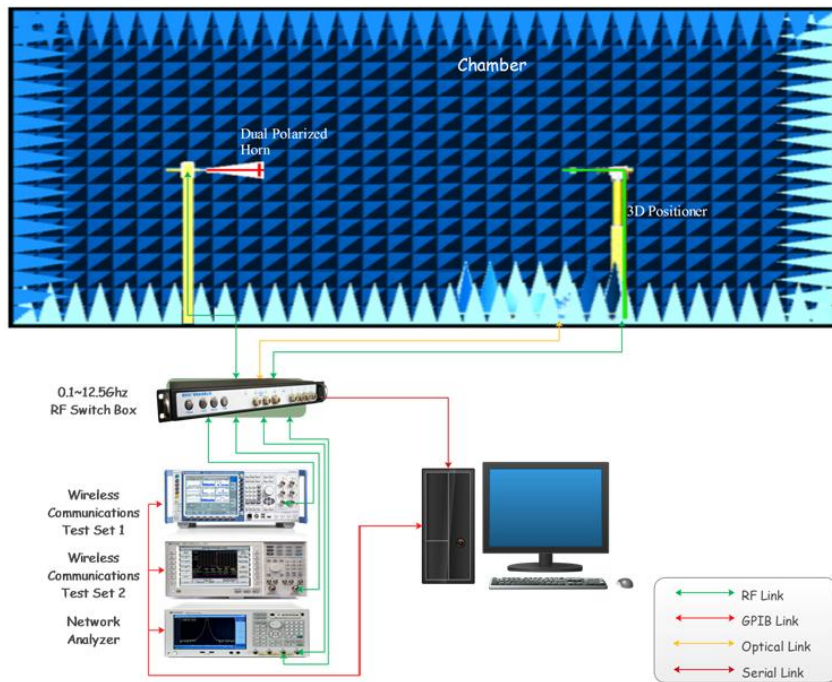 Chamber
Dual Polarized
Horn
3D Positioner
0.1~12.5Ghz
RF Switch Box
Wireless
Communications
Test Set 1
Wireless
Communications
Test Set 2
Network
Analyzer
RF Link
GPIB Link
Optical Link
Serial Link